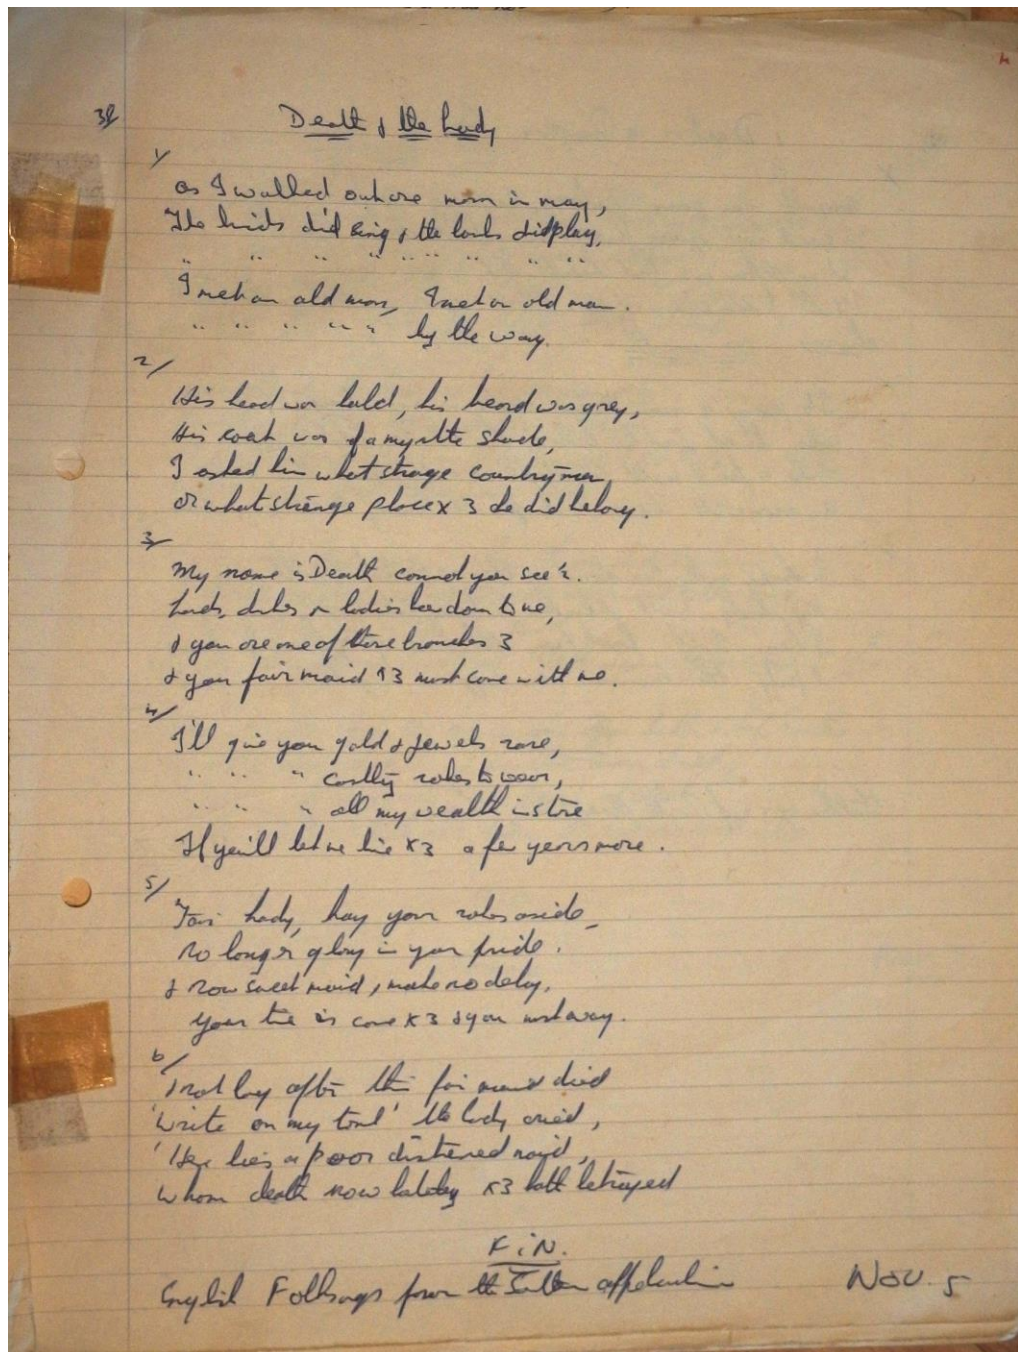 38/
Death & the Lady
1/
as I walked out one morn in may,
The birds did sing & the lambs did play,
" " " " " " " " "
I met an old man, I met an old man.
" " " " " by the way.
2/
His head was bald, his beard was grey,
His coat was of a myrtle shade,
I asked him what strange countryman,
or what strange place x 3 he did belong.
3/
My name is Death cannot you see't.
Lords, dukes & ladies bow down to me,
& you are one of those branches 3
& you fair maid x3 must come with me.
4/
I'll give you gold & jewels rare,
" " " costly robes to wear,
" " " all my wealth in store
If you'll let me live x3 a few years more.
5/
Fair Lady, lay your robes aside,
No longer glory in your pride.
& now sweet maid, make no delay,
Your time is come x3 & you must away.
6/
not long after this fair maid died
'Write on my tomb' the lady cried,
'Here lies a poor distressed maid,
Whom death now lately x3 hath betrayed
FiN.
English Folksongs from the Southern appalachian
Nov. 5